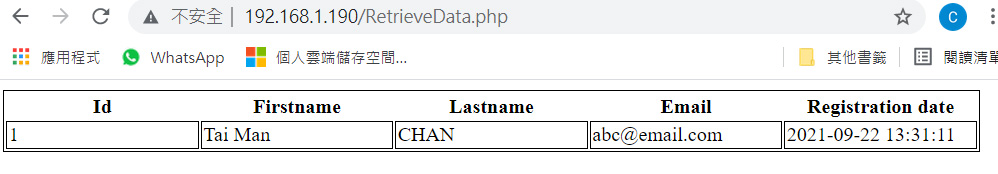 不安全 | 192.168.1.190/RetrieveData.php
C
應用程式 WhatsApp 個人雲端儲存空間... 其他書籤 閱讀清單
Id Firstname Lastname Email Registration date
1 Tai Man CHAN abc@email.com 2021-09-22 13:31:11